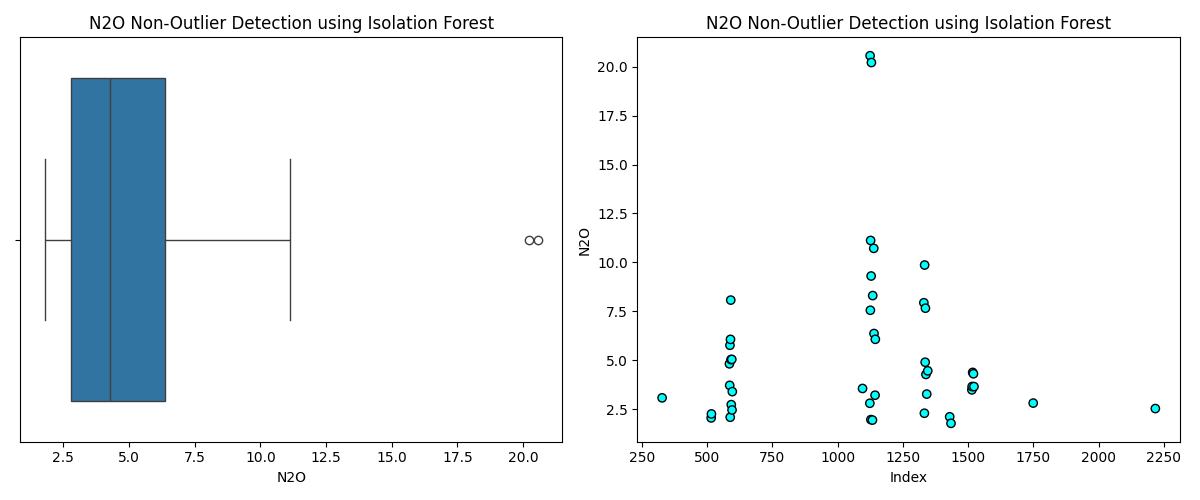 N2O Non-Outlier Detection using Isolation Forest
2.5 5.0 7.5 10.0 12.5 15.0 17.5 20.0
N2O
N2O Non-Outlier Detection using Isolation Forest
20.0
17.5
15.0
12.5
10.0
7.5
5.0
2.5
N2O
250 500 750 1000 1250 1500 1750 2000 2250
Index